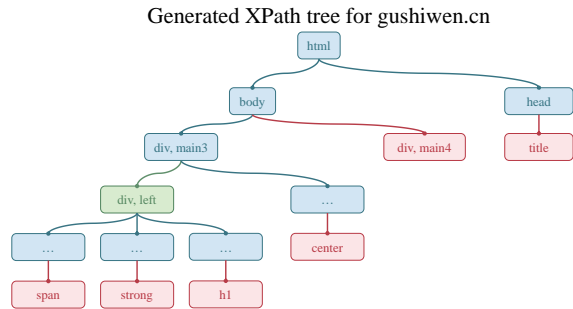 Generated XPath tree for gushiwen.cn
html
body
head
div, main3
div, main4
title
div, left
...
... ... ...
center
span strong h1